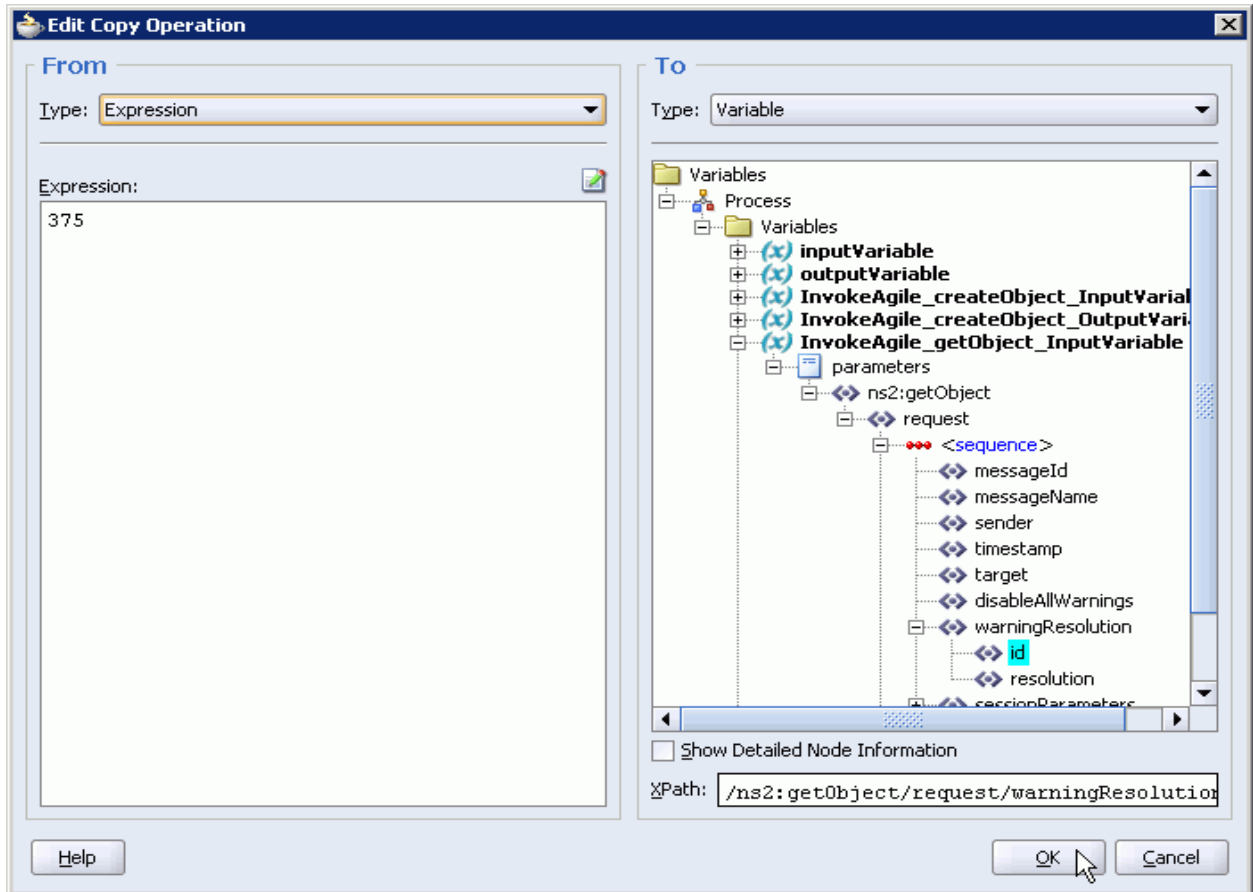 Edit Copy Operation
From
Type: Expression
Expression:
375
To
Type: Variable
Variables
Process
Variables
(x) inputVariable
(x) outputVariable
(x) InvokeAgile_createObject_InputVarial
(x) InvokeAgile_createObject_OutputVari
(x) InvokeAgile_getObject_InputVariable
parameters
ns2:getObject
request
<sequence>
messageId
messageName
sender
timestamp
target
disableAllWarnings
warningResolution
id
resolution
sessionParameters
Show Detailed Node Information
XPath: /ns2:getObject/request/warningResolution
Help
OK
Cancel